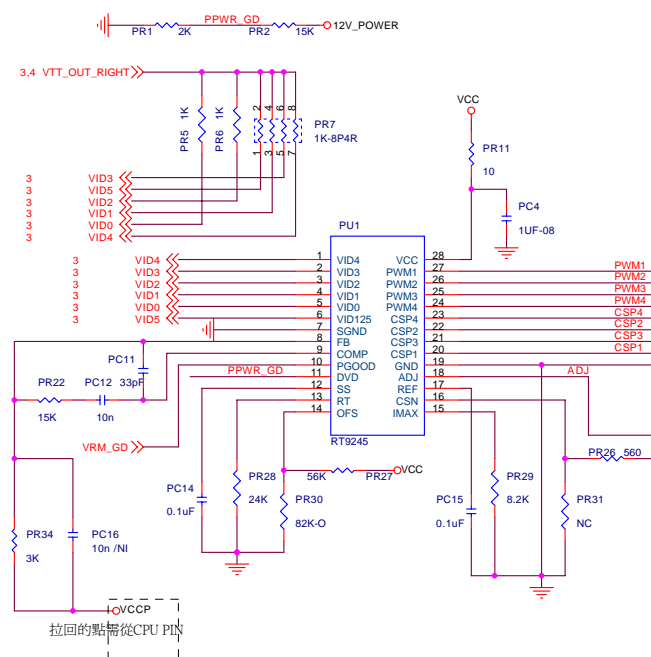 PPWR_GD
PR1 2K PR2 15K 12V_POWER
3,4 VTT_OUT_RIGHT
PR5 1K
PR6 1K
2 4 6 8
1 3 5 7
PR7
1K-8P4R
3 VID3
3 VID5
3 VID2
3 VID1
3 VID0
3 VID4
VCC
PR11
10
PC4
1UF-08
PU1
3 VID4 1 VID4 VCC 28
3 VID3 2 VID3 PWM1 27 PWM1
3 VID2 3 VID2 PWM2 26 PWM2
3 VID1 4 VID1 PWM3 25 PWM3
3 VID0 5 VID0 PWM4 24 PWM4
3 VID5 6 VID125 CSP4 23 CSP4
7 SGND CSP2 22 CSP2
8 FB CSP3 21 CSP3
9 COMP CSP1 20 CSP1
10 PGOOD GND 19
PPWR_GD 11 DVD ADJ 18 ADJ
12 SS REF 17
13 RT CSN 16
14 OFS IMAX 15
RT9245
PC11
33pF
PR22 PC12
15K 10n
VRM_GD
56K PR27 VCC
PR26 560
PC14
0.1uF
PR28
24K
PR30
82K-O
PC15
0.1uF
PR29
8.2K
PR31
NC
PR34
3K
PC16
10n /NI
VCCP
拉回的點需從CPU PIN